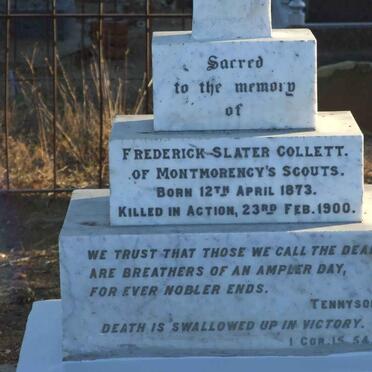 Sacred
to the memory
of
FREDERICK SLATER COLLETT.
OF MONTMORENCY'S SCOUTS.
BORN 12TH APRIL 1873.
KILLED IN ACTION, 23RD FEB. 1900.
WE TRUST THAT THOSE WE CALL THE DEAD
ARE BREATHERS OF AN AMPLER DAY,
FOR EVER NOBLER ENDS.
TENNYSO
DEATH IS SWALLOWED UP IN VICTORY.
1 COR. 15. 54